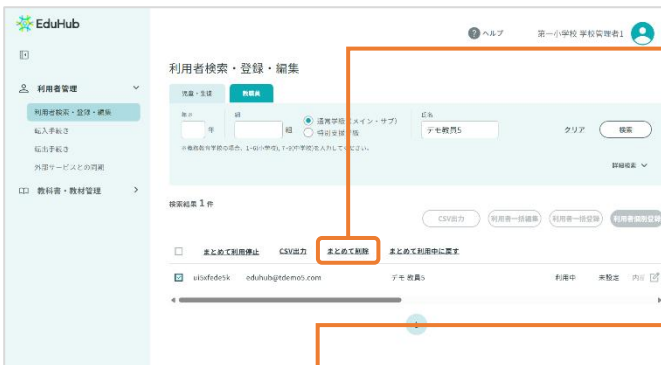 EduHub
ヘルプ
第一小学校 学校管理者1
利用者管理
利用者検索・登録・編集
転入手続き
転出手続き
外部サービスとの同期
教科書・教材管理
利用者検索・登録・編集
児童・生徒
教職員
年
組
組
通常学級(メイン・サブ)
特別支援学級
氏名
デモ教員5
クリア
検索
詳細検索
検索結果 1 件
CSV出力
利用者一括編集
利用者一括登録
利用者個別登録
まとめて利用停止
CSV出力
まとめて削除
まとめて利用中に戻す
eduhub@tdemo5.com
デモ 教員5
利用中
未設定
1